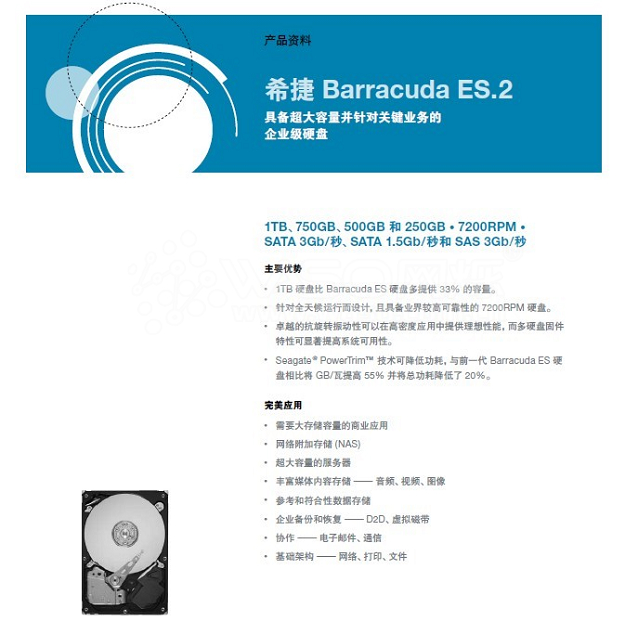 产品资料
希捷 Barracuda ES.2
具备超大容量并针对关键业务的
企业级硬盘
1TB、750GB、500GB 和 250GB • 7200RPM •
SATA 3Gb/秒、SATA 1.5Gb/秒和 SAS 3Gb/秒
主要优势
• 1TB 硬盘比 Barracuda ES 硬盘多提供 33% 的容量。
• 针对全天候运行而设计，且具备业界较高可靠性的 7200RPM 硬盘。
• 卓越的抗旋转振动性可以在高密度应用中提供理想性能，而多硬盘固件
特性可显著提高系统可用性。
• Seagate® PowerTrim™ 技术可降低功耗，与前一代 Barracuda ES 硬
盘相比将 GB/瓦提高 55% 并将总功耗降低了 20%。
完美应用
• 需要大存储容量的商业应用
• 网络附加存储 (NAS)
• 超大容量的服务器
• 丰富媒体内容存储 —— 音频、视频、图像
• 参考和符合性数据存储
• 企业备份和恢复 —— D2D、虚拟磁带
• 协作 —— 电子邮件、通信
• 基础架构 —— 网络、打印、文件